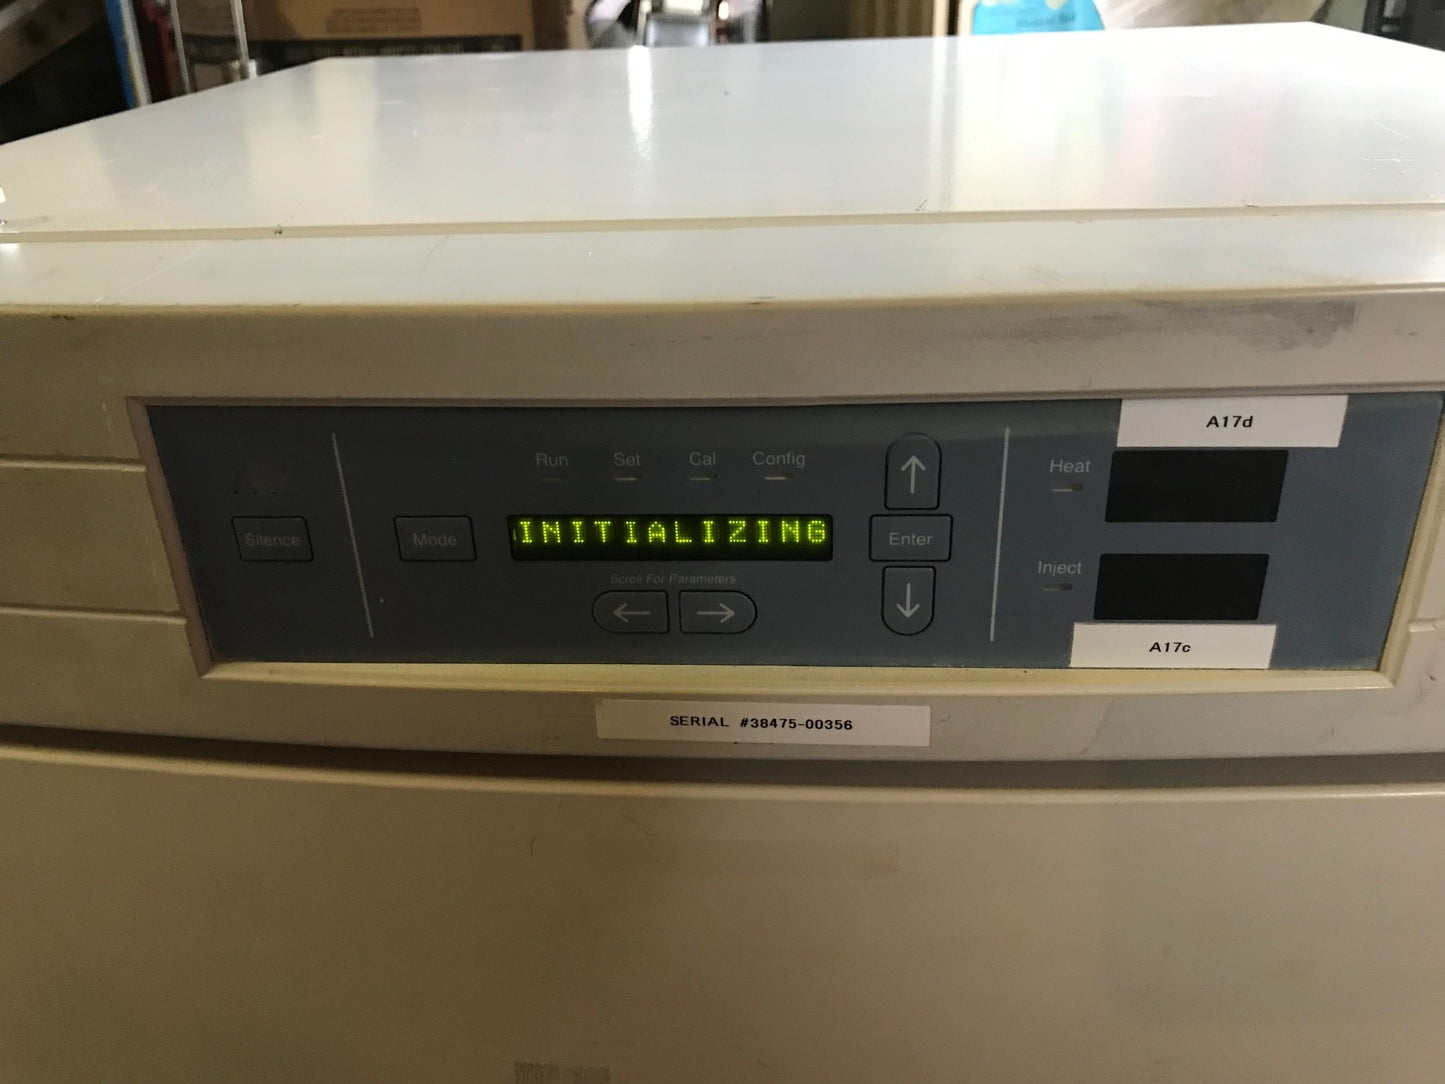 A17d
Run Set Cal Config
Heat
Silence
Mode
INITIALIZING
Enter
Inject
Scroll For Parameters
A17c
SERIAL #38475-00356